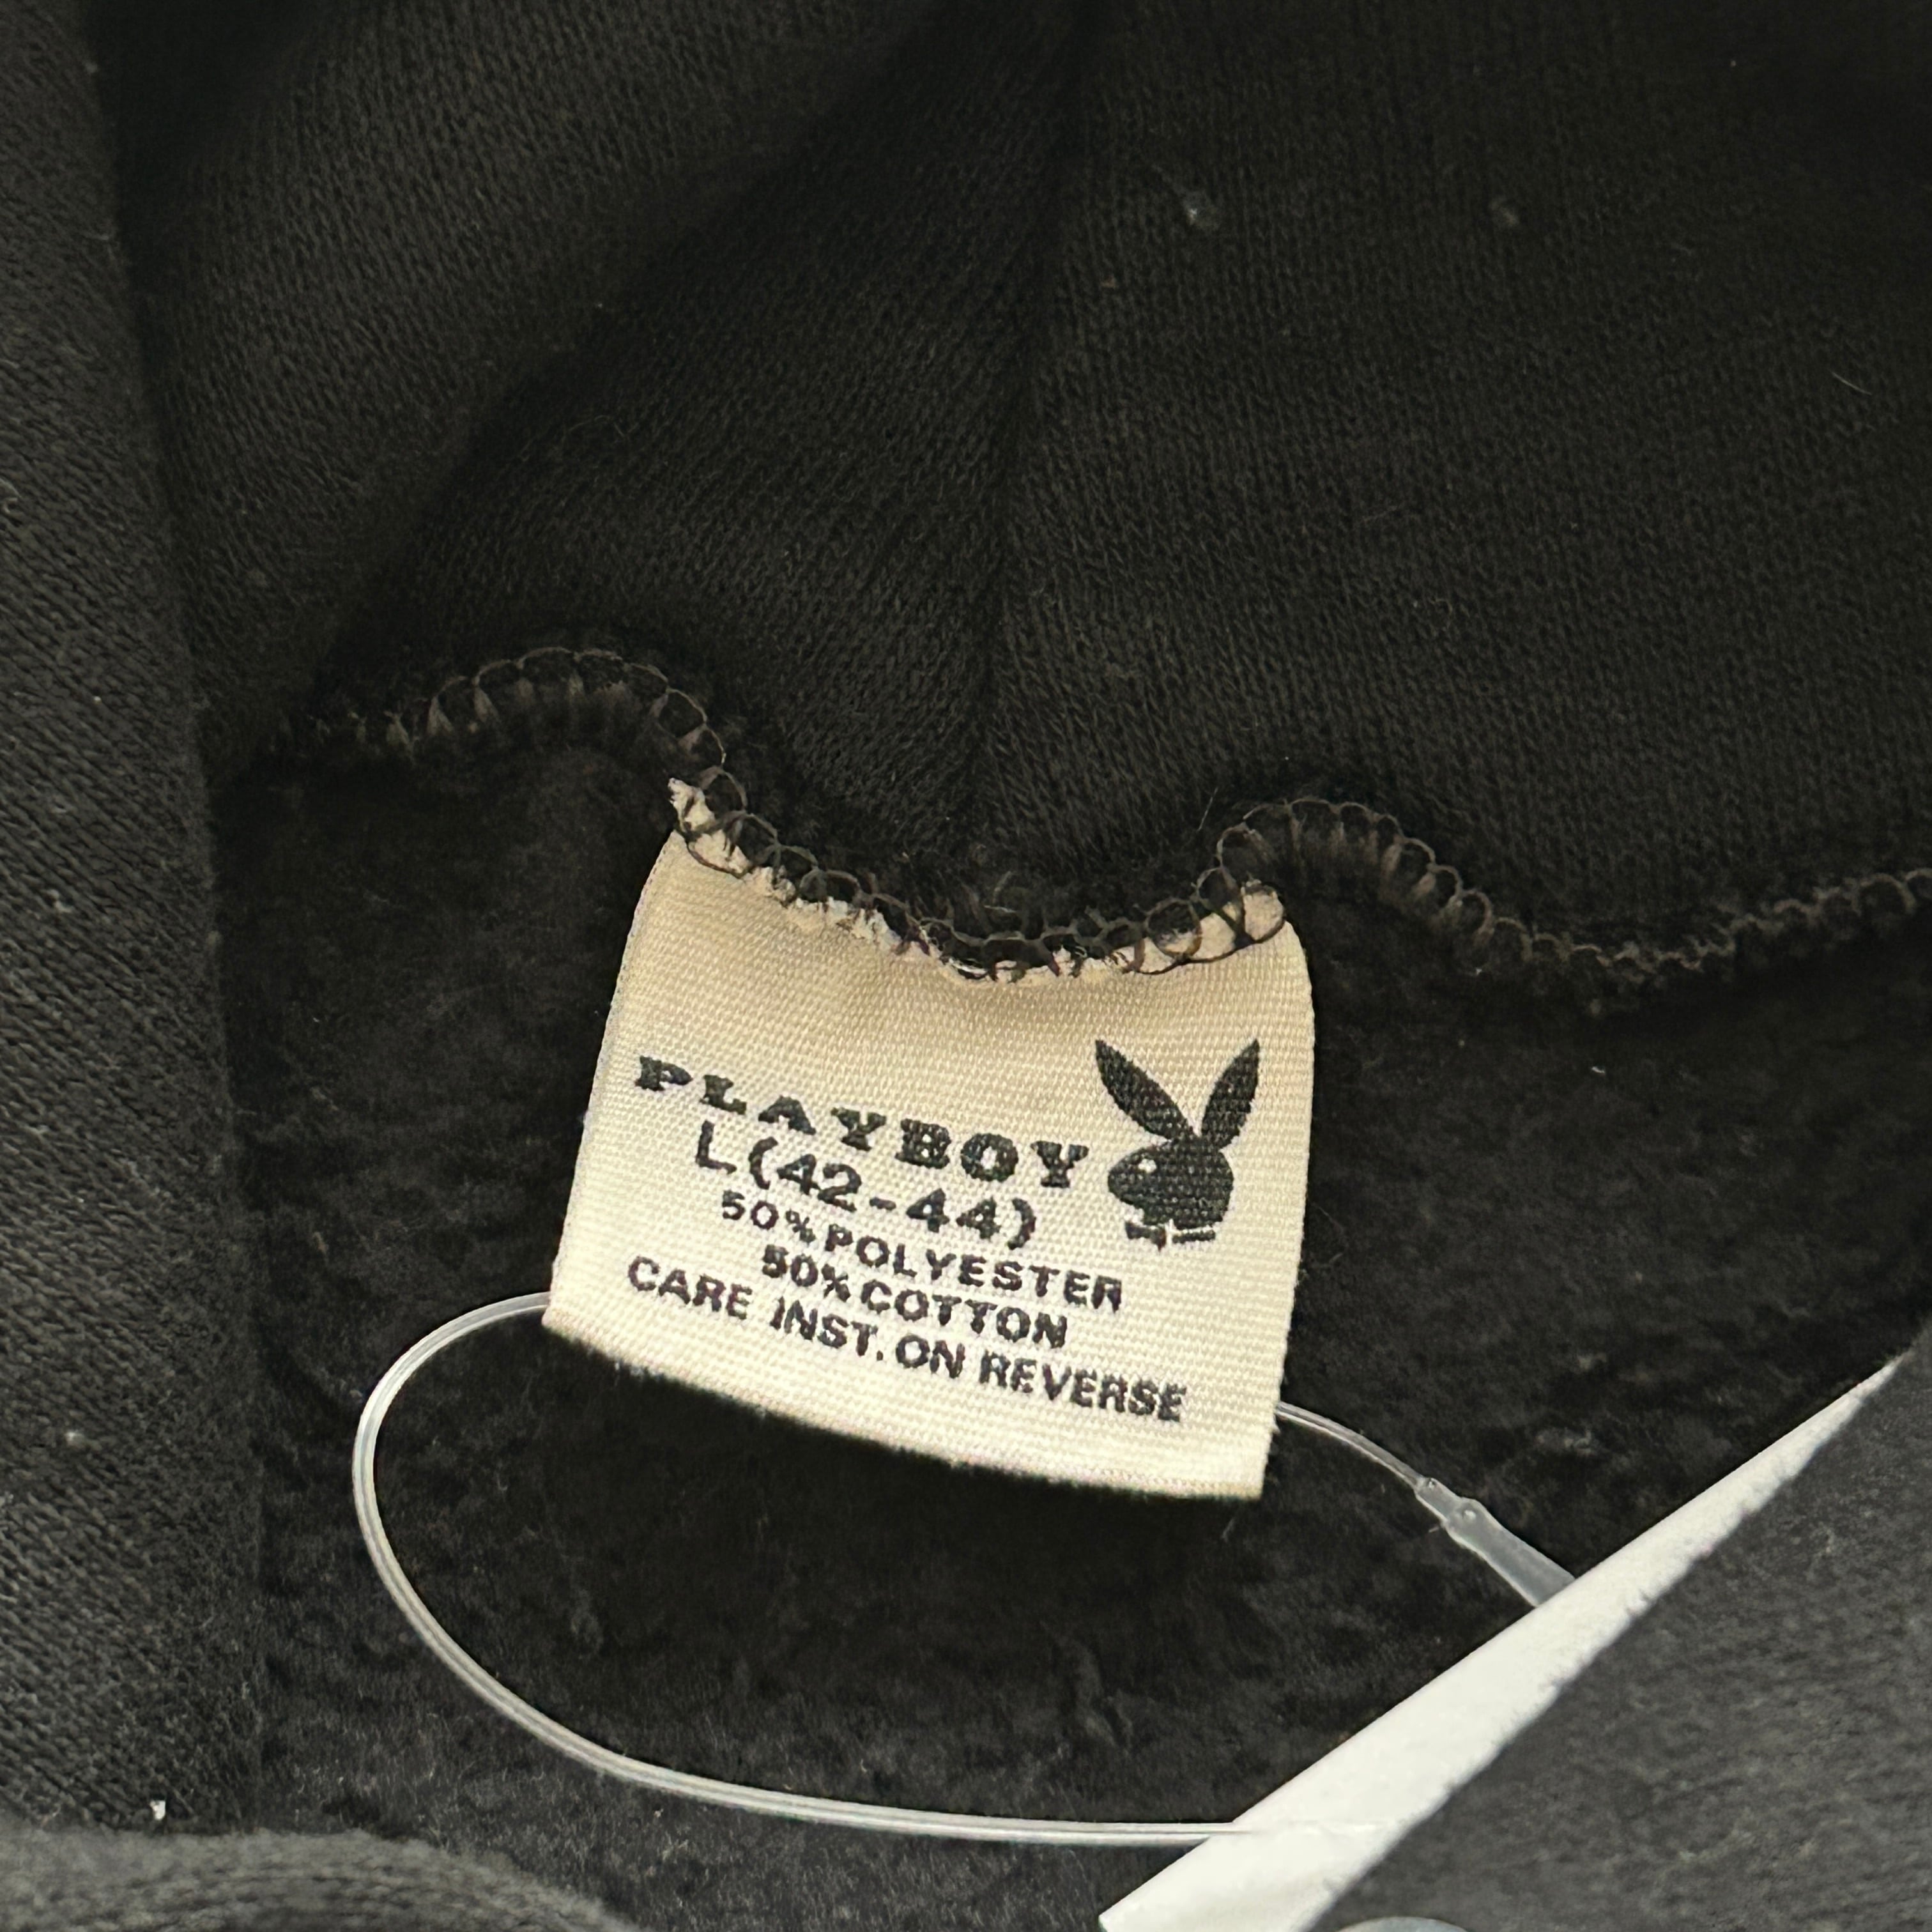 PLAYBOY
L(42-44)
50% POLYESTER
50% COTTON
CARE INST. ON REVERSE